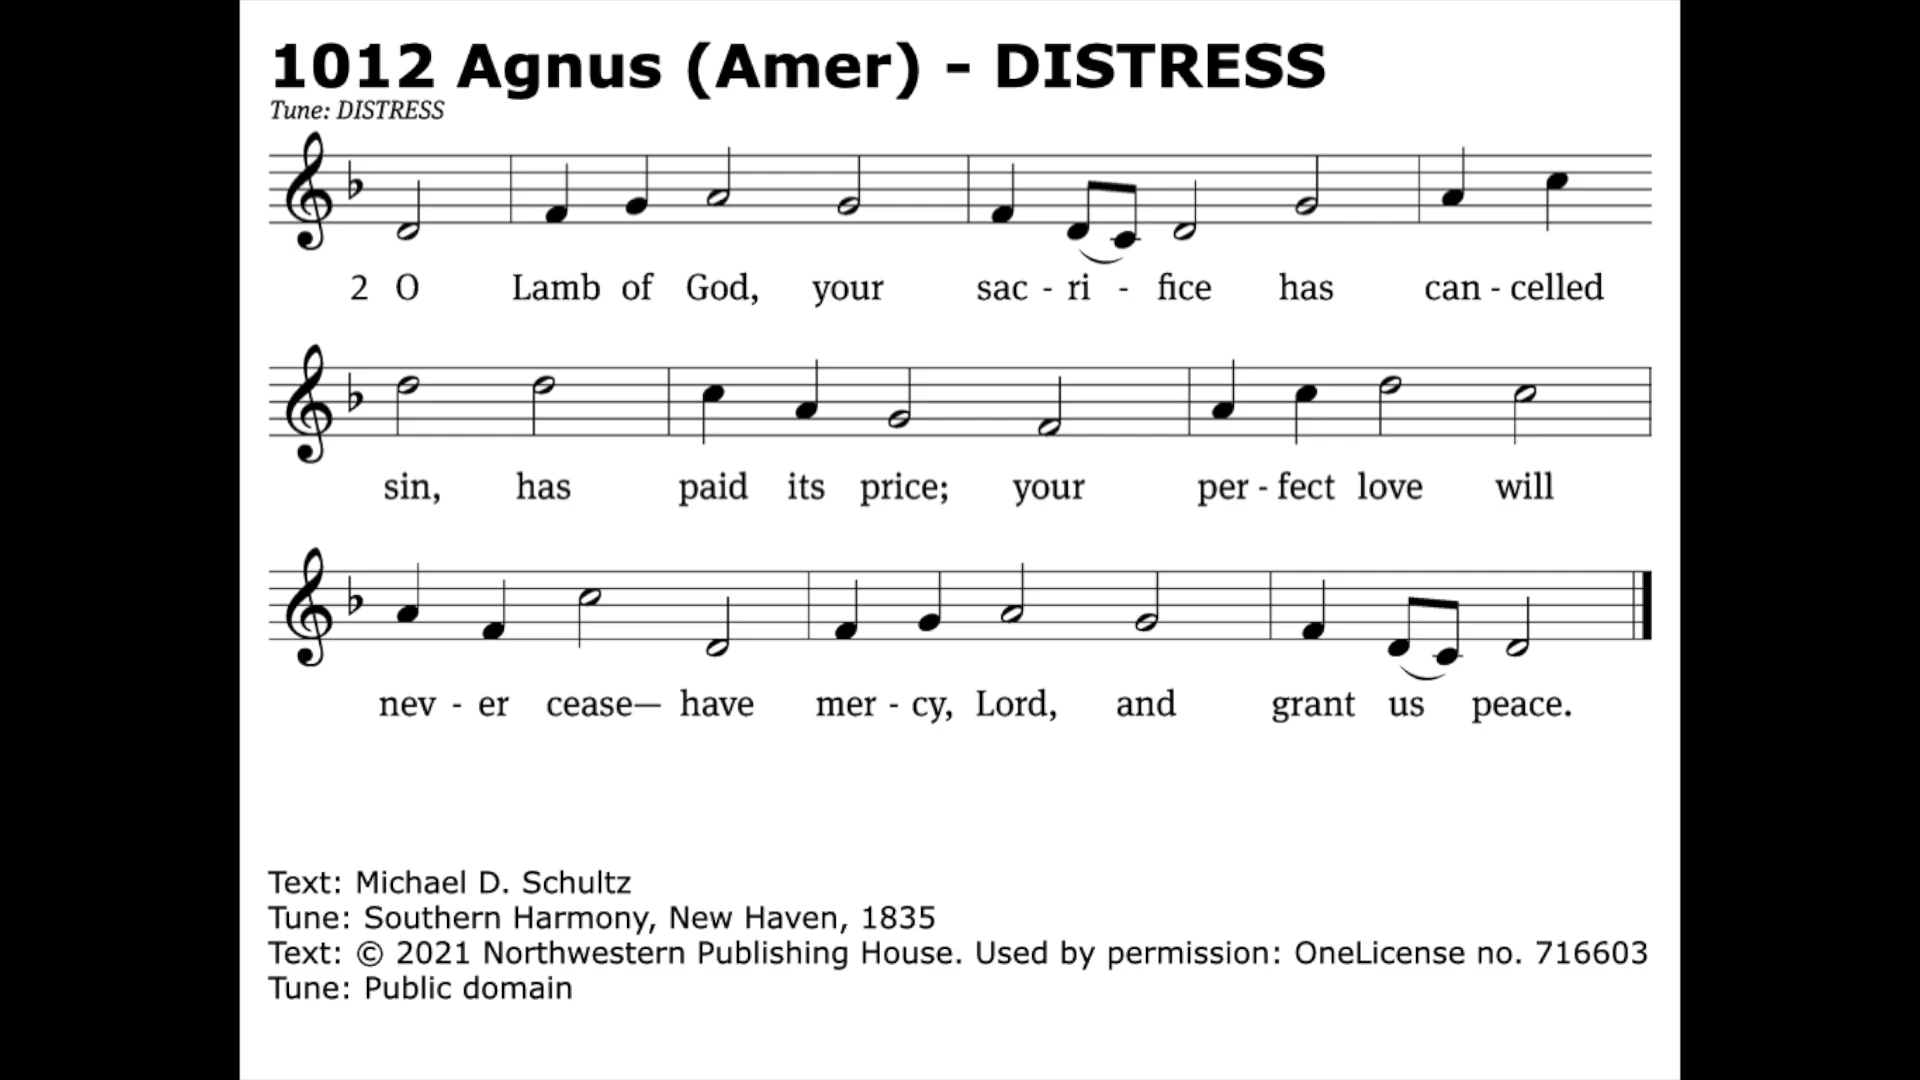 1012 Agnus (Amer) - DISTRESS
Tune: DISTRESS
2 O Lamb of God, your sac - ri - fice has can - celled
sin, has paid its price; your per - fect love will
nev - er cease— have mer - cy, Lord, and grant us peace.
Text: Michael D. Schultz
Tune: Southern Harmony, New Haven, 1835
Text: © 2021 Northwestern Publishing House. Used by permission: OneLicense no. 716603
Tune: Public domain